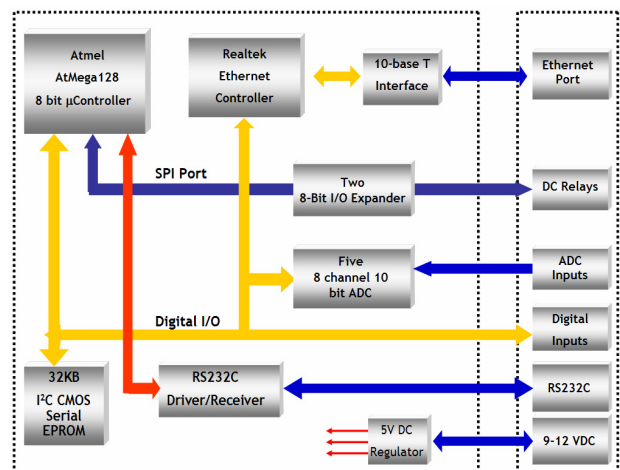 Atmel
AtMega128
8 bit µController
Realtek
Ethernet
Controller
10-base T
Interface
Ethernet
Port
SPI Port
Two
8-Bit I/O Expander
DC Relays
Five
8 channel 10
bit ADC
ADC
Inputs
Digital I/O
Digital
Inputs
32KB
I²C CMOS
Serial
EPROM
RS232C
Driver/Receiver
RS232C
5V DC
Regulator
9-12 VDC